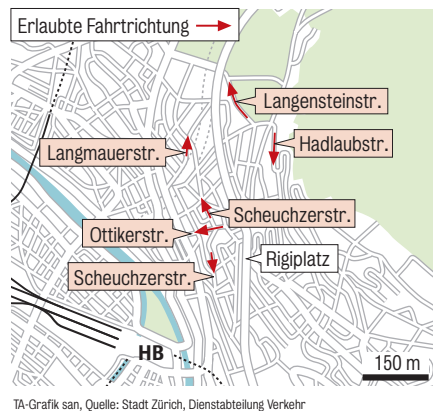 Erlaubte Fahrtrichtung
Langensteinstr.
Hadlaubstr.
Langmauerstr.
Scheuchzerstr.
Ottikerstr.
Rigiplatz
Scheuchzerstr.
HB
150 m
TA-Grafik san, Quelle: Stadt Zürich, Dienstabteilung Verkehr